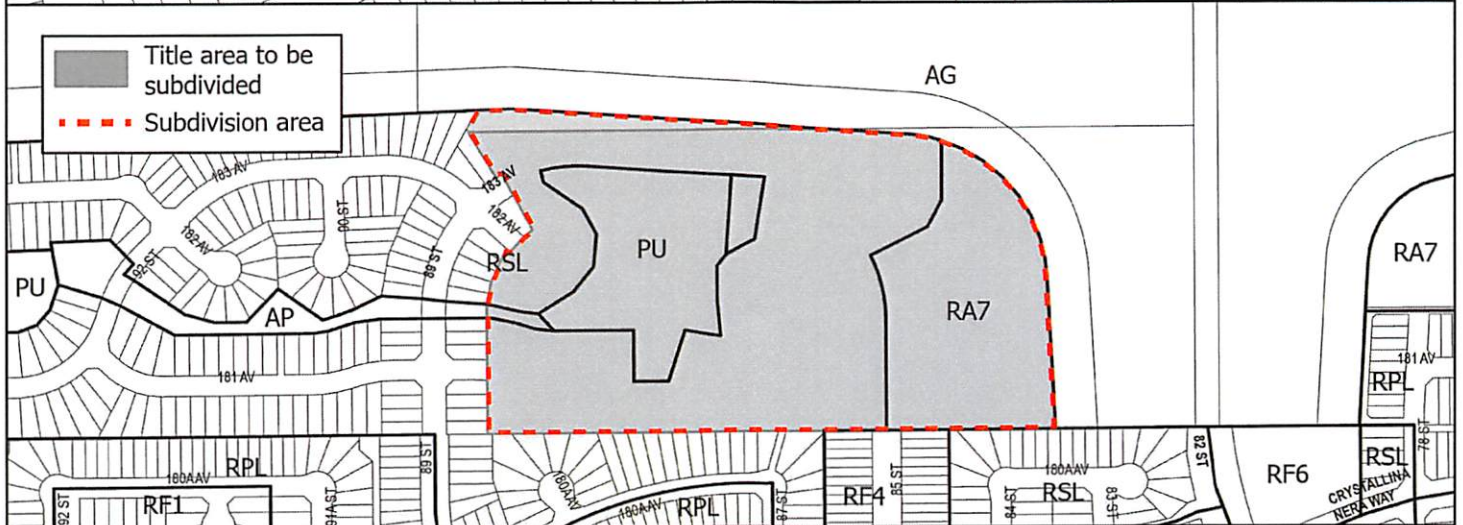 Title area to be
subdivided
Subdivision area
AG
183 AV
183 AV
182 AV
182 AV
90 ST
89 ST
92 ST
RSL
PU
PU
AP
RA7
RA7
181 AV
181 AV
RPL
RPL
180A AV
RF1
92 ST
91A ST
89 ST
180A AV
180A AV
RPL
87 ST
RF4
85 ST
84 ST
180A AV
RSL
83 ST
82 ST
RF6
RSL
78 ST
CRYSTALLINA
NERA WAY